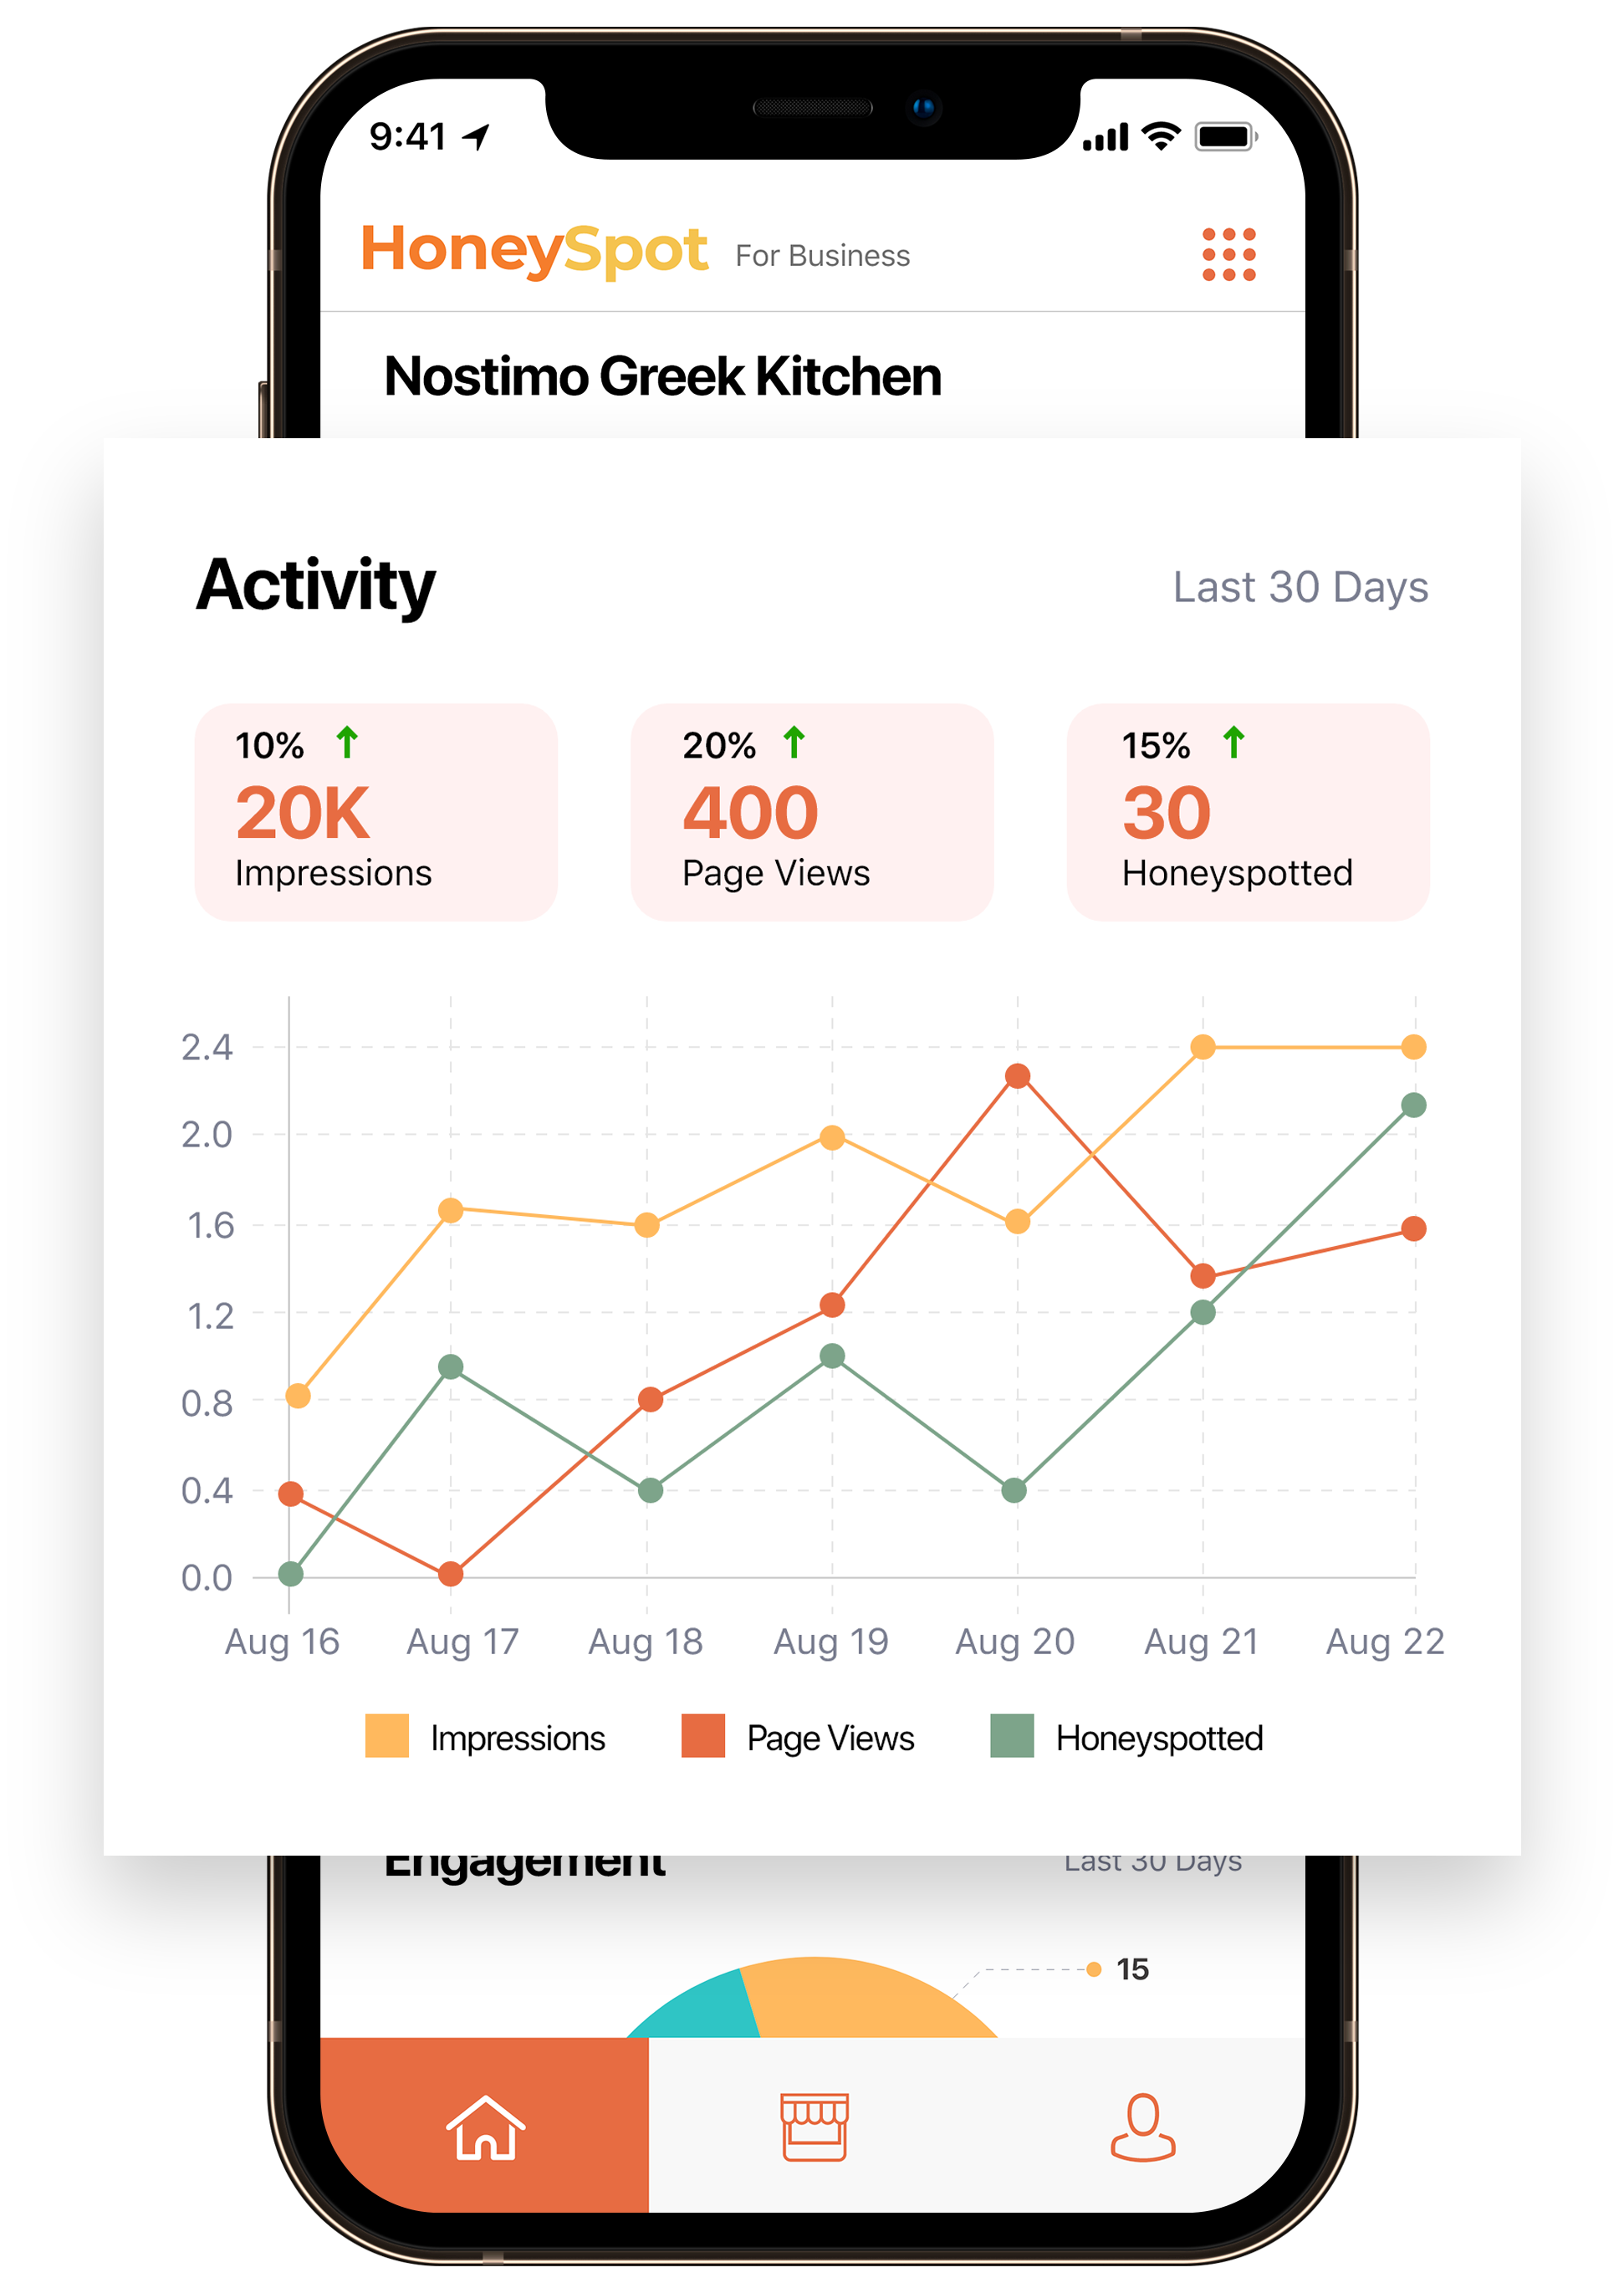 9:41
HoneySpot For Business
Nostimo Greek Kitchen
Activity
Last 30 Days
10%
20K
Impressions
20%
400
Page Views
15%
30
Honeyspotted
2.4
2.0
1.6
1.2
0.8
0.4
0.0
Aug 16 Aug 17 Aug 18 Aug 19 Aug 20 Aug 21 Aug 22
Impressions Page Views Honeyspotted
Engagement
Last 30 Days
15